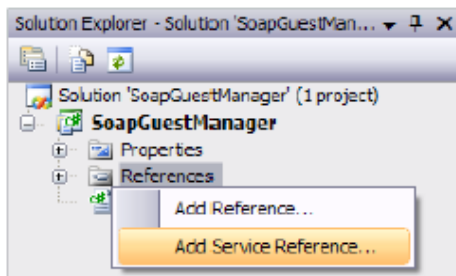 Solution Explorer - Solution 'SoapGuestMan...
Solution 'SoapGuestManager' (1 project)
SoapGuestManager
Properties
References
Add Reference...
Add Service Reference...